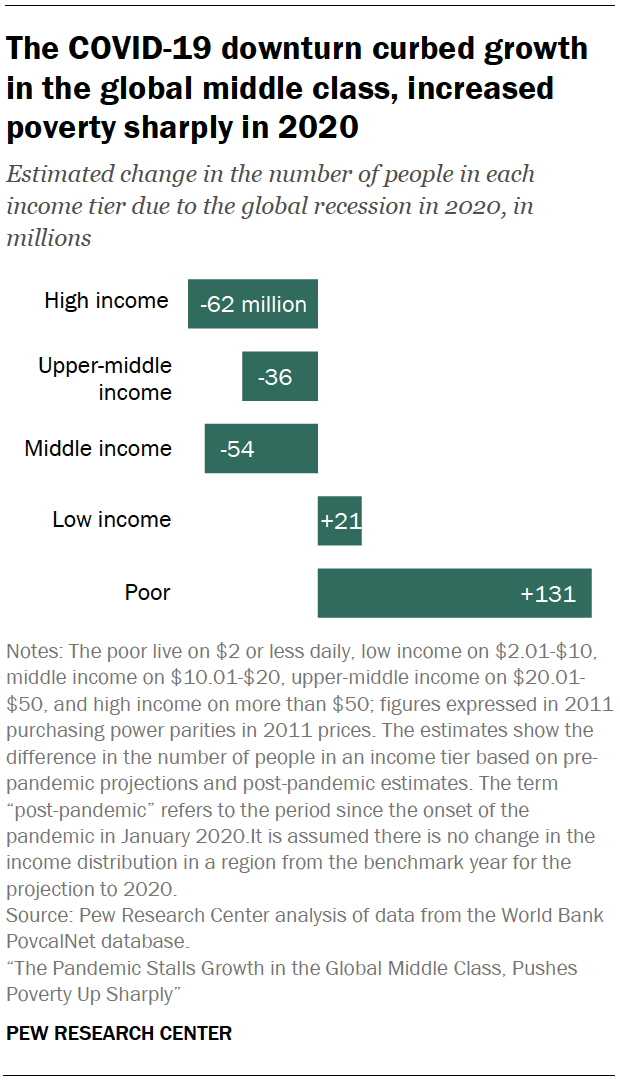 The COVID-19 downturn curbed growth
in the global middle class, increased
poverty sharply in 2020
Estimated change in the number of people in each
income tier due to the global recession in 2020, in
millions
High income
-62 million
Upper-middle
income
-36
Middle income
-54
Low income
+21
Poor
+131
Notes: The poor live on $2 or less daily, low income on $2.01-$10,
middle income on $10.01-$20, upper-middle income on $20.01-
$50, and high income on more than $50; figures expressed in 2011
purchasing power parities in 2011 prices. The estimates show the
difference in the number of people in an income tier based on pre-
pandemic projections and post-pandemic estimates. The term
“post-pandemic” refers to the period since the onset of the
pandemic in January 2020.It is assumed there is no change in the
income distribution in a region from the benchmark year for the
projection to 2020.
Source: Pew Research Center analysis of data from the World Bank
PovcalNet database.
“The Pandemic Stalls Growth in the Global Middle Class, Pushes
Poverty Up Sharply”
PEW RESEARCH CENTER